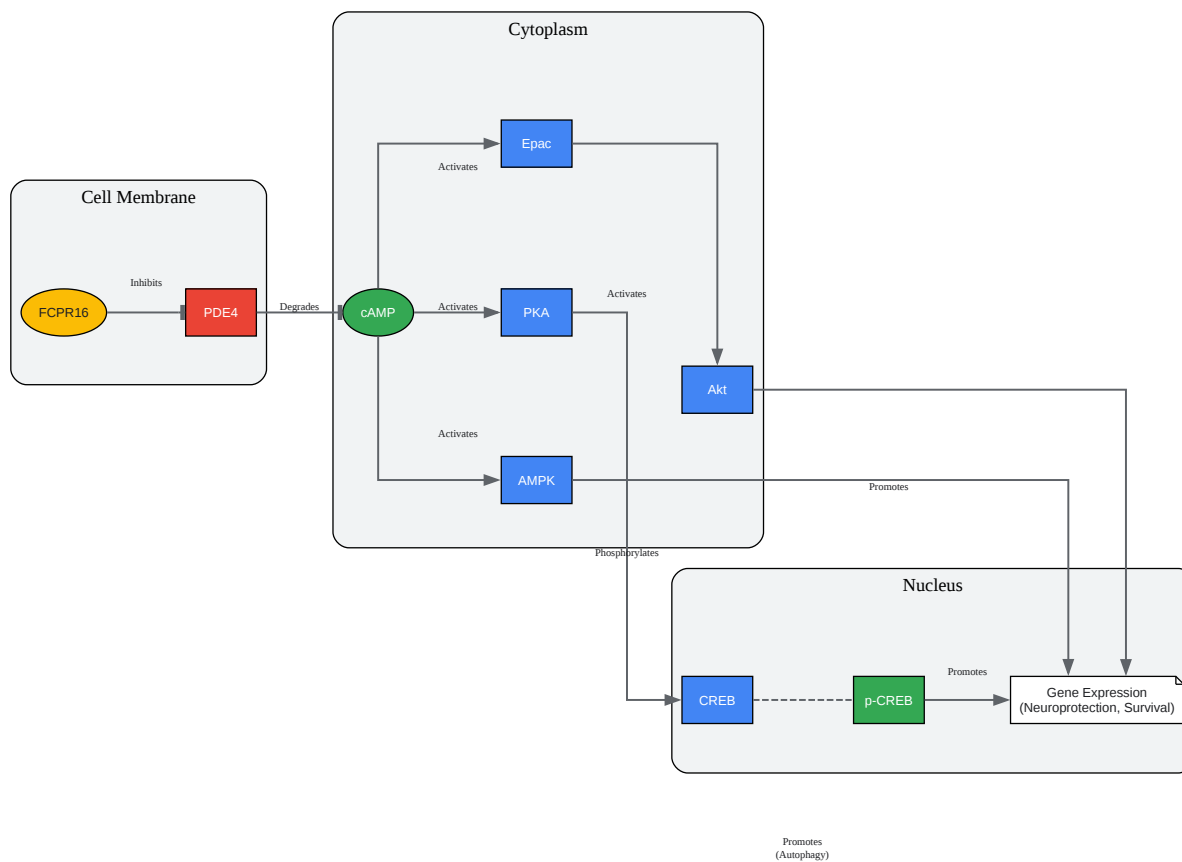 Cytoplasm
Epac
Activates
Cell Membrane
Inhibits
FCPR16
PDE4
Degrades
cAMP
Activates
PKA
Activates
Akt
Activates
AMPK
Promotes
Phosphorylates
Nucleus
CREB
p-CREB
Promotes
Gene Expression
(Neuroprotection, Survival)
Promotes
(Autophagy)